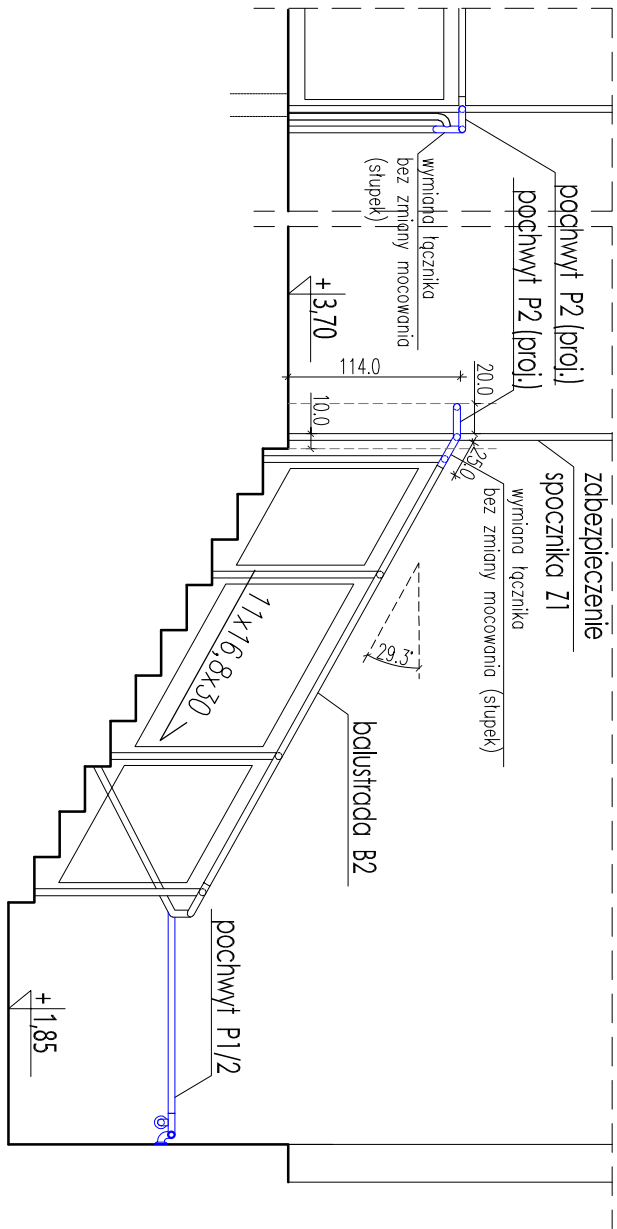 pochwyt P2 (proj.)
pochwyt P2 (proj.)
wymiana łącznika
bez zmiany mocowania
(słupek)
+ 3,70
114.0
20.0
10.0
25.0
zabezpieczenie
spocznika Z1
wymiana łącznika
bez zmiany mocowania (słupek)
29.3°
11x16,8x30
balustrada B2
pochwyt P1/2
+ 1,85